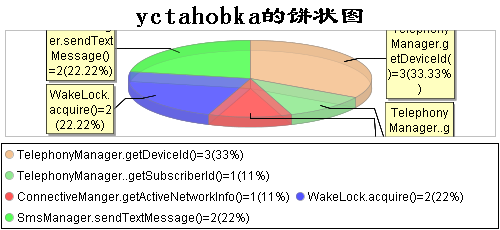 yctahobka的饼状图
er.sendText
Message()
=2(22.22%)
WakeLock.
acquire()=2
(22.22%)
Telephony
Manager.g
etDeviceId(
)=3(33.33%
)
Telephony
Manager..g
TelephonyManager.getDeviceId()=3(33%)
TelephonyManager..getSubscriberId()=1(11%)
ConnectiveManger.getActiveNetworkInfo()=1(11%) WakeLock.acquire()=2(22%)
SmsManager.sendTextMessage()=2(22%)